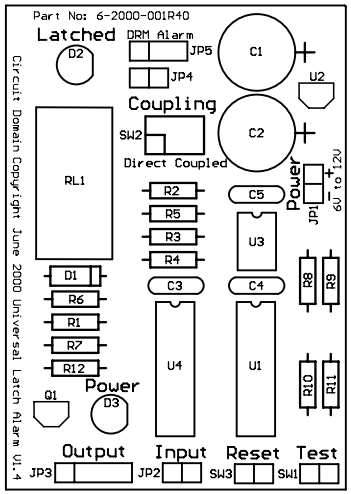 Part No: 6-2000-001R40
Latched
DRM Alarm
D2
JP5
C1
JP4
U2
Coupling
SW2
C2
Direct Coupled
RL1
Power
+
6V to 12V
-
JP1
R2
C5
R5
R3
U3
R4
D1
C3
C4
R8
R9
R6
R1
R7
U4
U1
R12
Power
Q1
D3
R10
R11
Output
Input
Reset
Test
JP3
JP2
SW3
SW1
Circuit Domain Copyright June 2000 Universal Latch Alarm V1.4